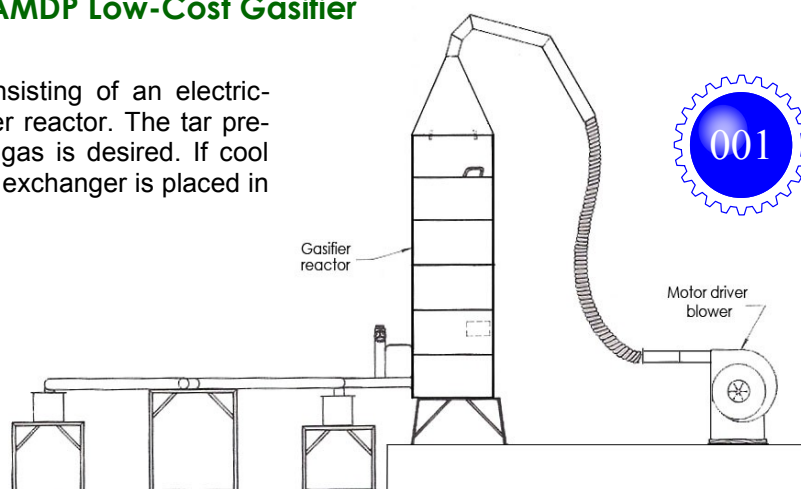 AMDP Low-Cost Gasifier
nsisting of an electric-
er reactor. The tar pre-
gas is desired. If cool
exchanger is placed in
001
Gasifier
reactor
Motor driver
blower